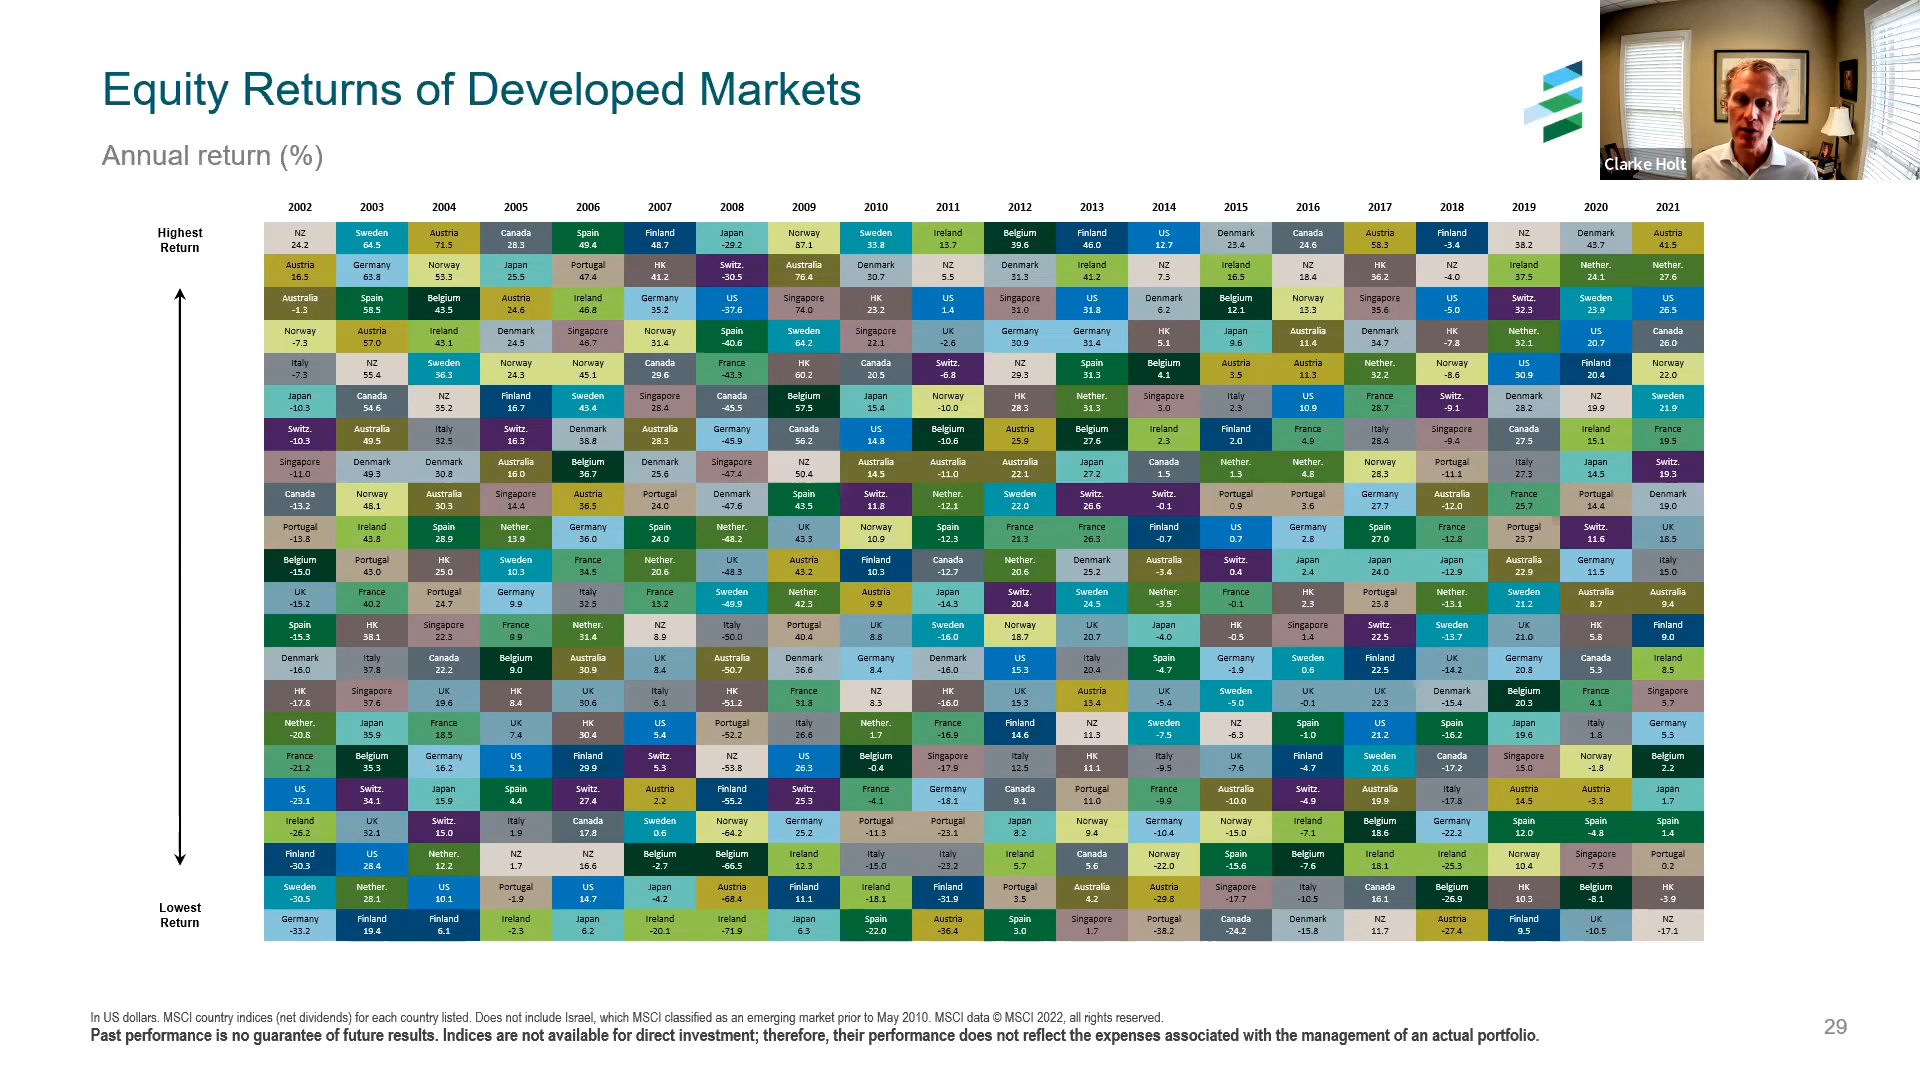 Equity Returns of Developed Markets
Annual return (%)
Clarke Holt
2002 2003 2004 2005 2006 2007 2008 2009 2010 2011 2012 2013 2014 2015 2016 2017 2018 2019 2020 2021
Highest
Return
NZ Sweden Austria Canada Spain Finland Japan Norway Sweden Ireland Belgium Finland US Denmark Canada Austria Finland NZ Denmark Austria
24.2 64.5 71.5 28.3 49.4 48.7 -29.2 87.1 33.8 13.7 39.6 46.0 12.7 23.4 24.6 58.3 -3.4 38.2 43.7 41.5
Austria Germany Norway Japan Portugal HK Switz. Australia Denmark NZ Denmark Ireland NZ Ireland NZ HK NZ Ireland Nether. Nether.
16.5 63.8 53.3 25.5 47.4 41.2 -30.5 76.4 30.7 5.5 31.3 41.2 7.3 16.5 18.4 36.2 -4.0 37.5 24.1 27.6
Australia Spain Belgium Austria Ireland Germany US Singapore HK US Singapore US Denmark Belgium Norway Singapore US Switz. Sweden US
-1.3 58.5 43.5 24.6 46.8 35.2 -37.6 74.0 23.2 1.4 31.0 31.8 6.2 12.1 13.3 35.6 -5.0 32.3 23.9 26.5
Norway Austria Ireland Denmark Singapore Norway Spain Sweden Singapore UK Germany Germany HK Japan Australia Denmark HK Nether. US Canada
-7.3 57.0 43.1 24.5 46.7 31.4 -40.6 64.2 22.1 -2.6 30.9 31.4 5.1 9.6 11.4 34.7 -7.8 32.1 20.7 26.0
Italy NZ Sweden Norway Norway Canada France HK Canada Switz. NZ Spain Belgium Austria Austria Nether. Norway US Finland Norway
-7.3 55.4 36.3 24.3 45.1 29.6 -43.3 60.2 20.5 -6.8 29.3 31.3 4.1 3.5 11.3 32.2 -8.6 30.9 20.4 22.0
Japan Canada NZ Finland Sweden Singapore Canada Belgium Japan Norway HK Nether. Singapore Italy US France Switz. Denmark NZ Sweden
-10.3 54.6 35.2 16.7 43.4 28.4 -45.5 57.5 15.4 -10.0 28.3 31.3 3.0 2.3 10.9 28.7 -9.1 28.2 19.9 21.9
Switz. Australia Italy Switz. Denmark Australia Germany Canada US Belgium Austria Belgium Ireland Finland France Italy Singapore Canada Ireland France
-10.3 49.5 32.5 16.3 38.8 28.3 -45.9 56.2 14.8 -10.6 25.9 27.6 2.3 2.0 4.9 28.4 -9.4 27.5 15.1 19.5
Singapore Denmark Denmark Australia Belgium Denmark Singapore NZ Australia Australia Australia Japan Canada Nether. Nether. Norway Portugal Italy Japan Switz.
-11.0 49.3 30.8 16.0 36.7 25.6 -47.4 50.4 14.5 -11.0 22.1 27.2 1.5 1.3 4.8 28.3 -11.1 27.3 14.5 19.3
Canada Norway Australia Singapore Austria Portugal Denmark Spain Switz. Nether. Sweden Switz. Switz. Portugal Portugal Germany Australia France Portugal Denmark
-13.2 48.1 30.3 14.4 36.5 24.0 -47.6 43.5 11.8 -12.1 22.0 26.6 -0.1 0.9 3.6 27.7 -12.0 25.7 14.4 19.0
Portugal Ireland Spain Nether. Germany Spain Nether. UK Norway Spain France France Finland US Germany Spain France Portugal Switz. UK
-13.8 43.8 28.9 13.9 36.0 24.0 -48.2 43.3 10.9 -12.3 21.3 26.3 -0.7 0.7 2.8 27.0 -12.8 23.7 11.6 18.5
Belgium Portugal HK Sweden France Nether. UK Austria Finland Canada Nether. Denmark Australia Switz. Japan Japan Japan Australia Germany Italy
-15.0 43.0 25.0 10.3 34.5 20.6 -48.3 43.2 10.3 -12.7 20.6 25.2 -3.4 0.4 2.4 24.0 -12.9 22.9 11.5 15.0
UK France Portugal Germany Italy France Sweden Nether. Austria Japan Switz. Sweden Nether. France HK Portugal Nether. Sweden Australia Australia
-15.2 40.2 24.7 9.9 32.5 13.2 -49.9 42.3 9.9 -14.3 20.4 24.5 -3.5 -0.1 2.3 23.8 -13.1 21.2 8.7 9.4
Spain HK Singapore France Nether. NZ Italy Portugal UK Sweden Norway UK Japan HK Singapore Switz. Sweden UK HK Finland
-15.3 38.1 22.3 9.9 31.4 8.9 -50.0 40.4 8.8 -16.0 18.7 20.7 -4.0 -0.5 1.4 22.5 -13.7 21.0 5.8 9.0
Denmark Italy Canada Belgium Australia UK Australia Denmark Germany Denmark US Italy Spain Germany Sweden Finland UK Germany Canada Ireland
-16.0 37.8 22.2 9.0 30.9 8.4 -50.7 36.6 8.4 -16.0 15.3 20.4 -4.7 -1.9 0.6 22.5 -14.2 20.8 5.3 8.5
HK Singapore UK HK UK Italy HK France NZ HK UK Austria UK Sweden UK UK Denmark Belgium France Singapore
-17.8 37.6 19.6 8.4 30.6 6.1 -51.2 31.8 8.3 -16.0 15.3 13.4 -5.4 -5.0 -0.1 22.3 -15.4 20.3 4.1 5.7
Nether. Japan France UK HK US Portugal Italy Nether. France Finland NZ Sweden NZ Spain US Spain Japan Italy Germany
-20.8 35.9 18.5 7.4 30.4 5.4 -52.2 26.6 1.7 -16.9 14.6 11.3 -7.5 -6.3 -1.0 21.2 -16.2 19.6 1.8 5.3
France Belgium Germany US Finland Switz. NZ US Belgium Singapore Italy HK Italy UK Finland Sweden Canada Singapore Norway Belgium
-21.2 35.3 16.2 5.1 29.9 5.3 -53.8 26.3 -0.4 -17.9 12.5 11.1 -9.5 -7.6 -4.7 20.6 -17.2 15.0 -1.8 2.2
US Switz. Japan Spain Switz. Austria Finland Switz. France Germany Canada Portugal France Australia Switz. Australia Italy Austria Austria Japan
-23.1 34.1 15.9 4.4 27.4 2.2 -55.2 25.3 -4.1 -18.1 9.1 11.0 -9.9 -10.0 -4.9 19.9 -17.8 14.5 -3.3 1.7
Ireland UK Switz. Italy Canada Sweden Norway Germany Portugal Portugal Japan Norway Germany Norway Ireland Belgium Germany Spain Spain Spain
-26.2 32.1 15.0 1.9 17.8 0.6 -64.2 25.2 -11.3 -23.1 8.2 9.4 -10.4 -15.0 -7.1 18.6 -22.2 12.0 -4.8 1.4
Finland US Nether. NZ NZ Belgium Belgium Ireland Italy Italy Ireland Canada Norway Spain Belgium Ireland Ireland Norway Singapore Portugal
-30.3 28.4 12.2 1.7 16.6 -2.7 -66.5 12.3 -15.0 -23.2 5.7 5.6 -22.0 -15.6 -7.6 18.1 -25.3 10.4 -7.5 0.2
Sweden Nether. US Portugal US Japan Austria Finland Ireland Finland Portugal Australia Austria Singapore Italy Canada Belgium HK Belgium HK
-30.5 28.1 10.1 -1.9 14.7 -4.2 -68.4 11.1 -18.1 -31.9 3.5 4.2 -29.8 -17.7 -10.5 16.1 -26.9 10.3 -8.1 -3.9
Lowest
Return
Germany Finland Finland Ireland Japan Ireland Ireland Japan Spain Austria Spain Singapore Portugal Canada Denmark NZ Austria Finland UK NZ
-33.2 19.4 6.1 -2.3 6.2 -20.1 -71.9 6.3 -22.0 -36.4 3.0 1.7 -38.2 -24.2 -15.8 11.7 -27.4 9.5 -10.5 -17.1
In US dollars. MSCI country indices (net dividends) for each country listed. Does not include Israel, which MSCI classified as an emerging market prior to May 2010. MSCI data © MSCI 2022, all rights reserved.
Past performance is no guarantee of future results. Indices are not available for direct investment; therefore, their performance does not reflect the expenses associated with the management of an actual portfolio.
29